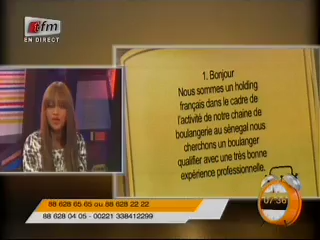 tfm
EN DIRECT
1. Bonjour
Nous sommes un holding
français dans le cadre de
l'activité de notre chaine de
boulangerie au sénégal nous
cherchons un boulanger
qualifier avec une très bonne
expérience professionnelle.
88 628 65 65 ou 88 628 22 22
88 628 04 05 - 00221 338412299
07:36